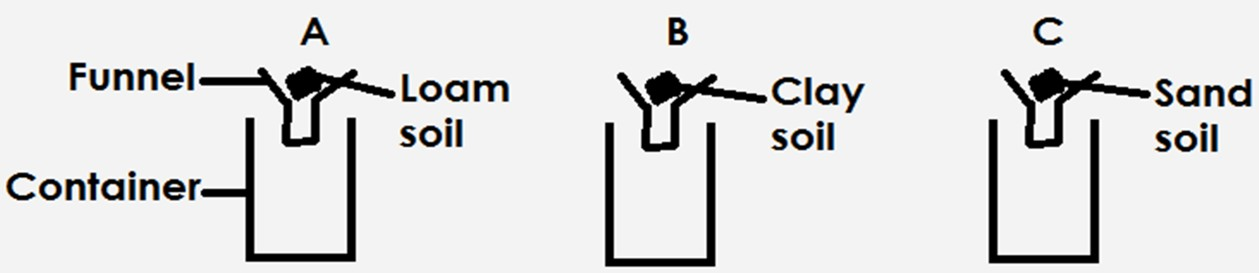 A
B
C
Funnel
Loam
soil
Clay
soil
Sand
soil
Container